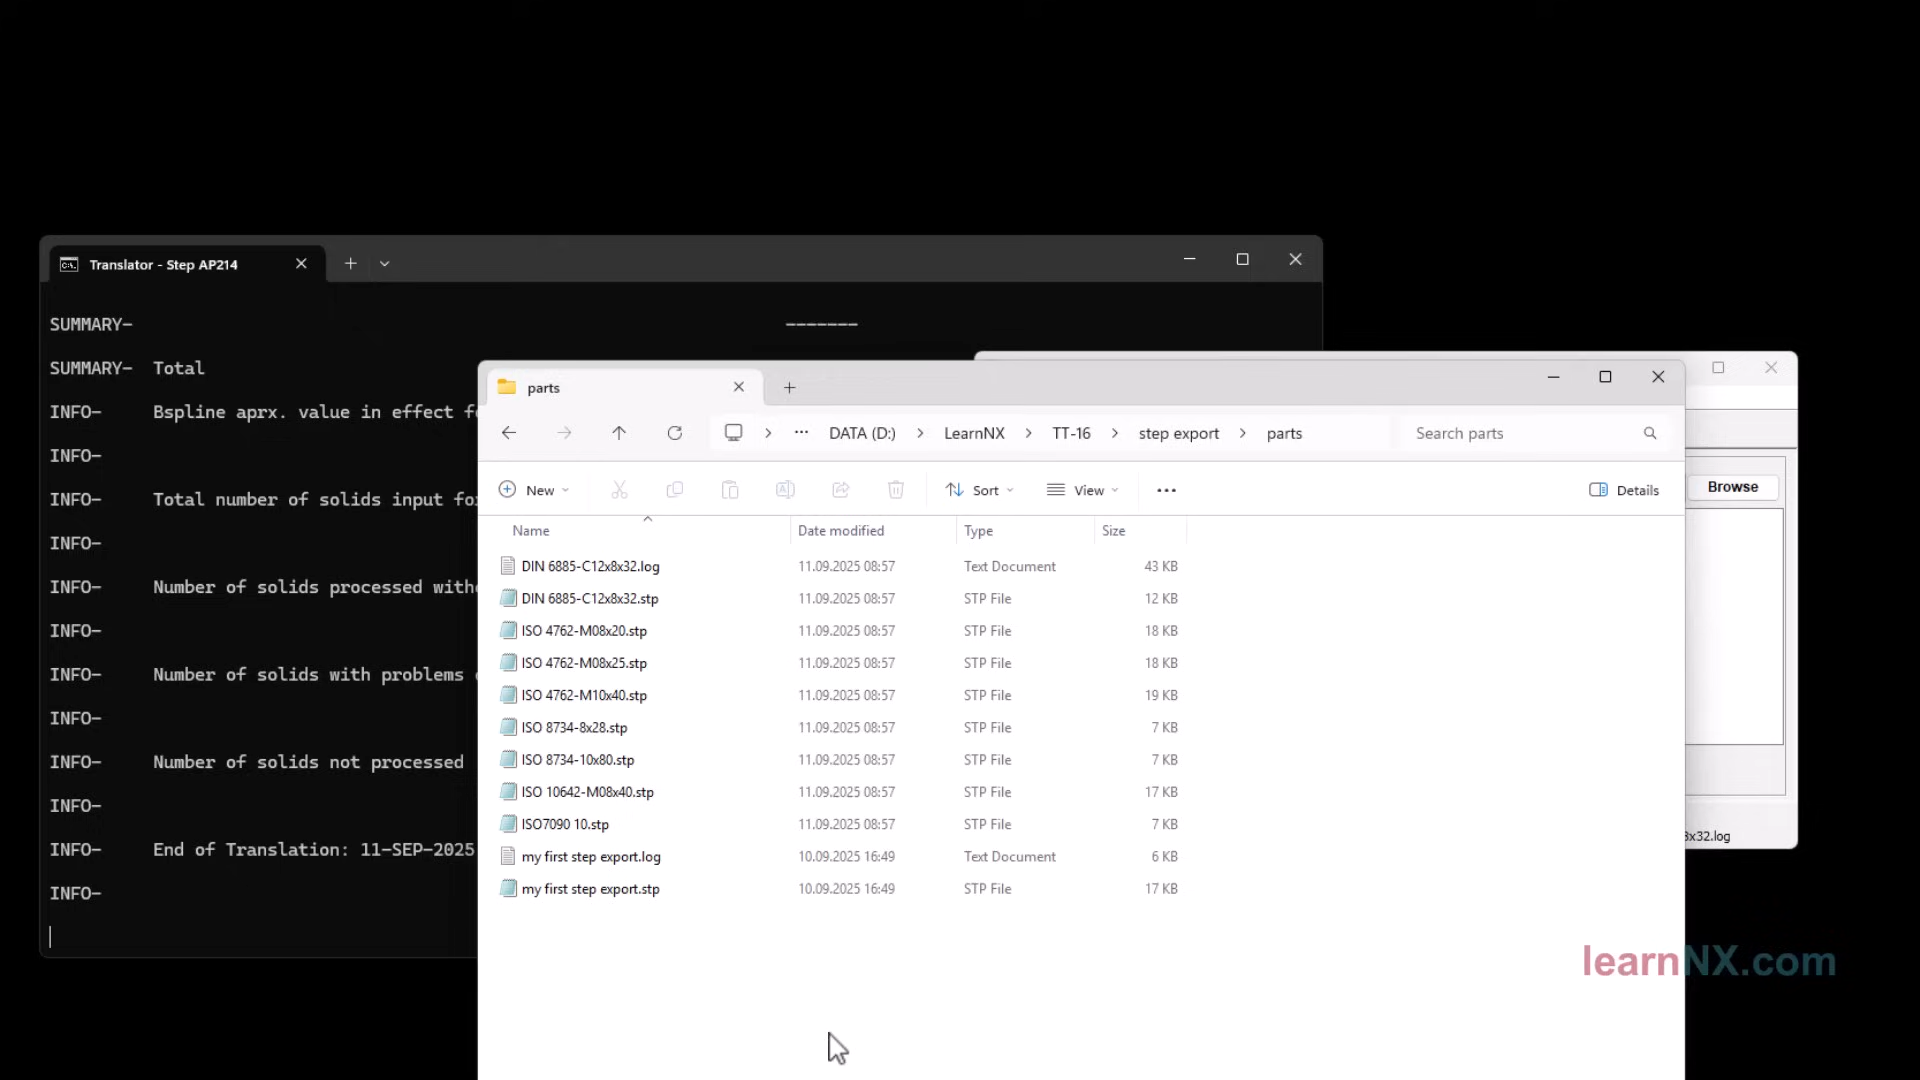 Translator - Step AP214
SUMMARY-                    -------
SUMMARY- Total
INFO- Bspline aprx. value in effect
INFO-
INFO- Total number of solids input
INFO-
INFO- Number of solids processed
INFO-
INFO- Number of solids with problems
INFO-
INFO- Number of solids not processed
INFO-
INFO- End of Translation: 11-SEP-2025
INFO-
parts
DATA (D:) > LearnNX > TT-16 > step export > parts
Search parts
New
Sort
View
Details
Name Date modified Type Size
DIN 6885-C12x8x32.log 11.09.2025 08:57 Text Document 43 KB
DIN 6885-C12x8x32.stp 11.09.2025 08:57 STP File 12 KB
ISO 4762-M08x20.stp 11.09.2025 08:57 STP File 18 KB
ISO 4762-M08x25.stp 11.09.2025 08:57 STP File 18 KB
ISO 4762-M10x40.stp 11.09.2025 08:57 STP File 19 KB
ISO 8734-8x28.stp 11.09.2025 08:57 STP File 7 KB
ISO 8734-10x80.stp 11.09.2025 08:57 STP File 7 KB
ISO 10642-M08x40.stp 11.09.2025 08:57 STP File 17 KB
ISO7090 10.stp 11.09.2025 08:57 STP File 7 KB
my first step export.log 10.09.2025 16:49 Text Document 6 KB
my first step export.stp 10.09.2025 16:49 STP File 17 KB
Browse
x32.log
learnNX.com